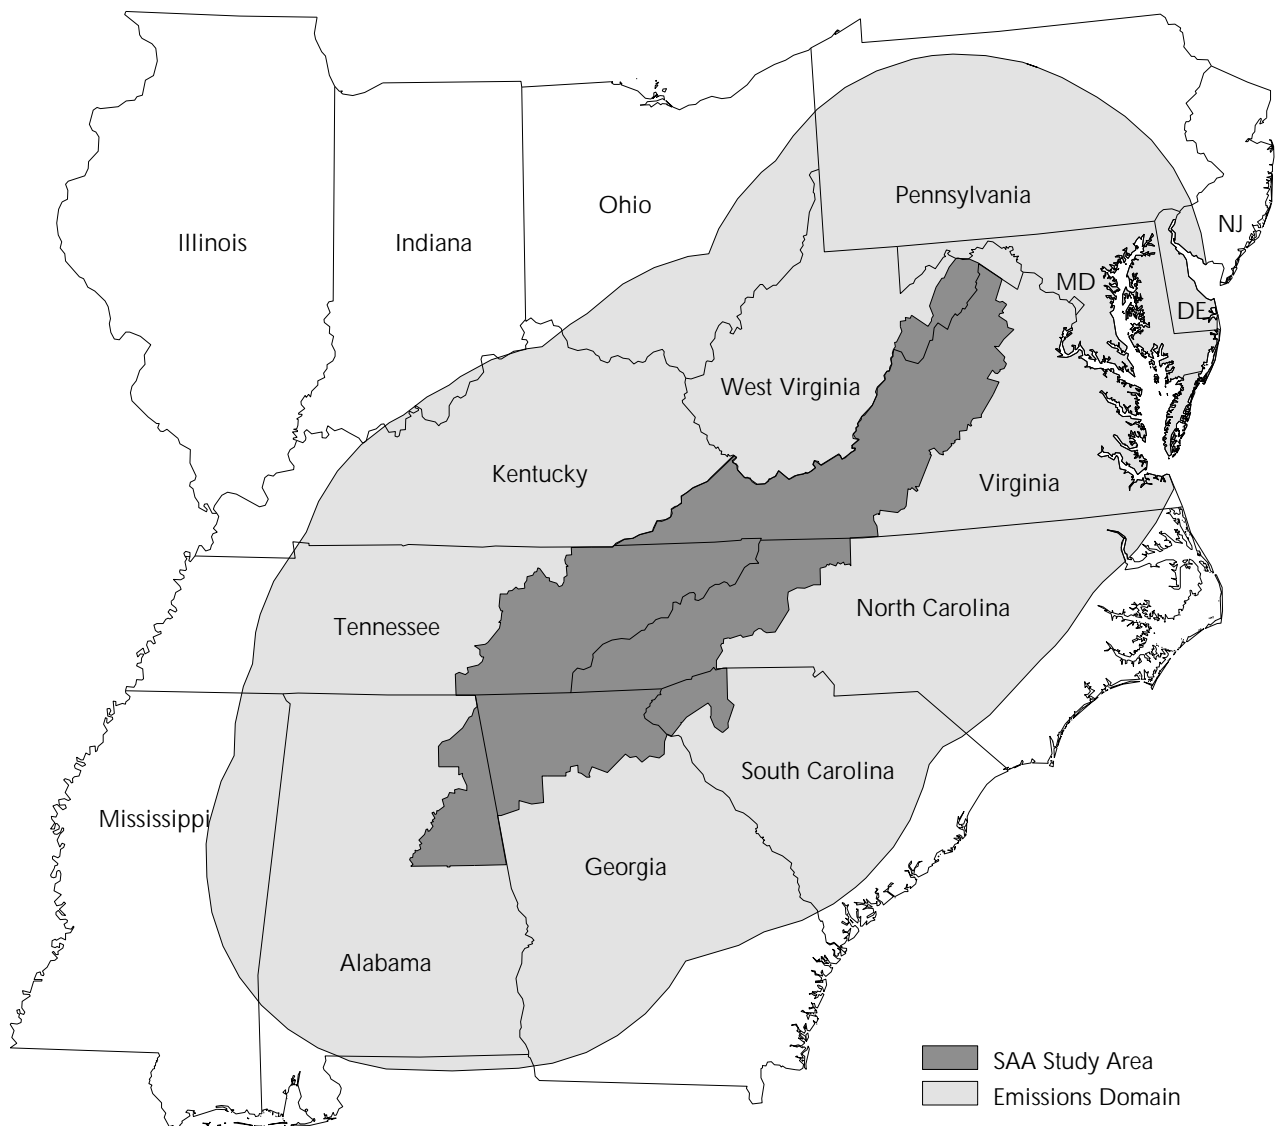 Pennsylvania
Ohio
NJ
Illinois
Indiana
MD
DE
West Virginia
Kentucky
Virginia
North Carolina
Tennessee
South Carolina
Mississippi
Georgia
Alabama
SAA Study Area
Emissions Domain